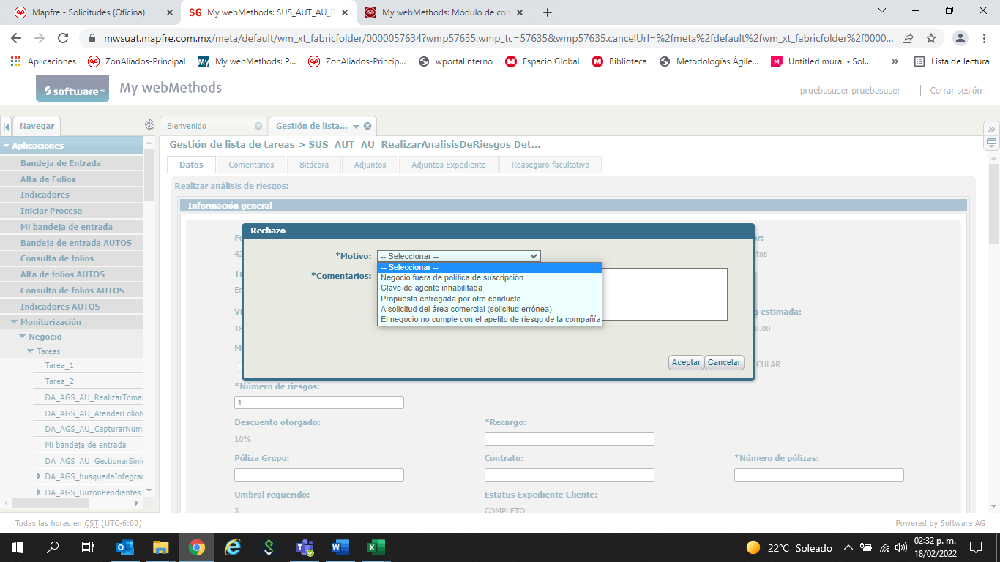 Mapfre - Solicitudes (Oficina)
My webMethods: SUS_AUT_AU_R
My webMethods: Módulo de con
mwsuat.mapfre.com.mx/meta/default/wm_xt_fabricfolder/0000057634?wmp57635.wmp_tc=57635&wmp57635.cancelUrl=%2fmeta%2fdefault%2fwm_xt_fabricfolder%2f0000...
Aplicaciones
ZonAliados-Principal
My webMethods: P...
ZonAliados-Princip...
wportalinterno
Espacio Global
Biblioteca
Metodologías Ágile...
Untitled mural • Sol...
»
Lista de lectura
software AG
My webMethods
pruebasuser pruebasuser
Cerrar sesión
Navegar
Bienvenido
Gestión de lista...
Aplicaciones
Bandeja de Entrada
Alta de Folios
Indicadores
Iniciar Proceso
Mi bandeja de entrada
Bandeja de entrada AUTOS
Consulta de folios
Alta de folios AUTOS
Consulta de folios AUTOS
Indicadores AUTOS
Monitorización
Negocio
Tareas
Tarea_1
Tarea_2
DA_AGS_AU_RealizarToma
DA_AGS_AU_AtenderFolioN
DA_AGS_AU_CapturarNum
Mi bandeja de entrada
DA_AGS_AU_GestionarSini
DA_AGS_busquedaIntegrac
DA_AGS_BuzonPendientes
Gestión de lista de tareas > SUS_AUT_AU_RealizarAnalisisDeRiesgos Det...
Datos
Comentarios
Bitácora
Adjuntos
Adjuntos Expediente
Reaseguro facultativo
Realizar análisis de riesgos:
Información general
Rechazo
*Motivo:
-- Seleccionar --
-- Seleccionar --
Negocio fuera de política de suscripción
Clave de agente inhabilitada
Propuesta entregada por otro conducto
A solicitud del área comercial (solicitud errónea)
El negocio no cumple con el apetito de riesgo de la compañía
*Comentarios:
Aceptar
Cancelar
or:
tos
a estimada:
0.00
CULAR
*Número de riesgos:
1
Descuento otorgado:
10%
*Recargo:
Póliza Grupo:
Contrato:
*Número de pólizas:
Umbral requerido:
3
Estatus Expediente Cliente:
COMPLETO
Todas las horas en CST (UTC-6:00)
Powered by Software AG
22°C Soleado
02:32 p. m.
18/02/2022